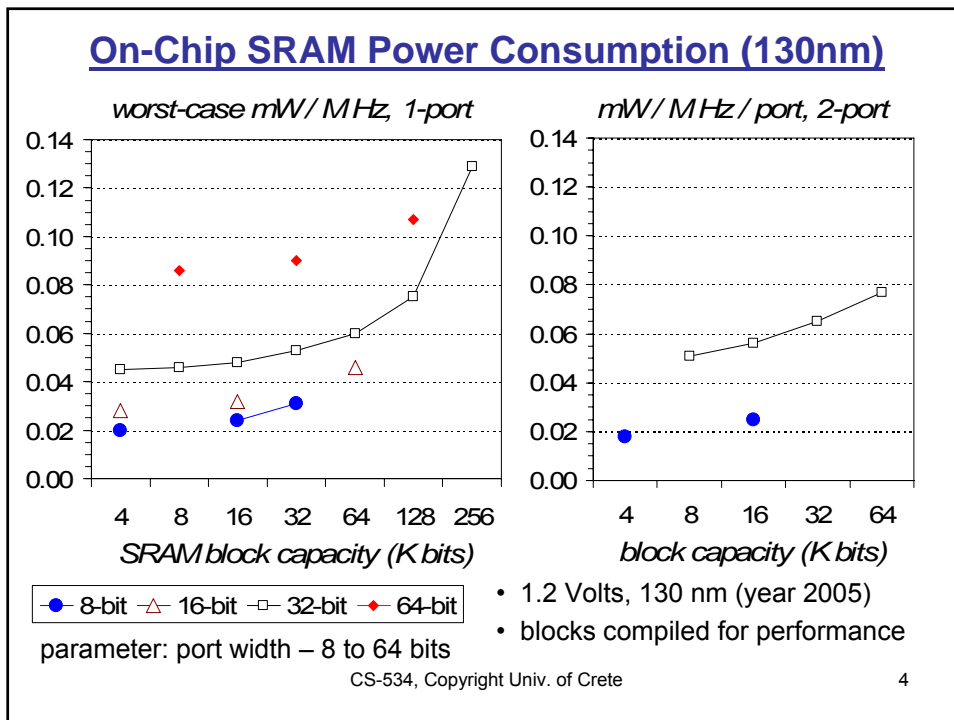 On-Chip SRAM Power Consumption (130nm)
worst-case mW / MHz, 1-port
0.14
0.12
0.10
0.08
0.06
0.04
0.02
0.00
4 8 16 32 64 128 256
SRAM block capacity (K bits)
mW / MHz / port, 2-port
0.14
0.12
0.10
0.08
0.06
0.04
0.02
0.00
4 8 16 32 64
block capacity (K bits)
8-bit 16-bit 32-bit 64-bit
parameter: port width – 8 to 64 bits
• 1.2 Volts, 130 nm (year 2005)
• blocks compiled for performance
CS-534, Copyright Univ. of Crete
4